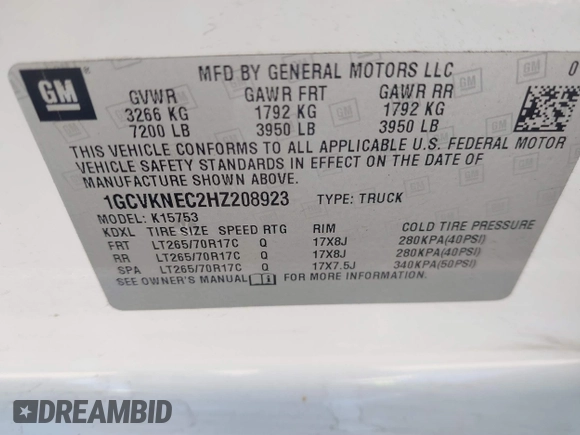 GM ® MFD BY GENERAL MOTORS LLC 0
GVWR GAWR FRT GAWR RR
3266 KG 1792 KG 1792 KG
7200 LB 3950 LB 3950 LB
THIS VEHICLE CONFORMS TO ALL APPLICABLE U.S. FEDERAL MOTOR
VEHICLE SAFETY STANDARDS IN EFFECT ON THE DATE OF
MANUFACTURE SHOWN ABOVE.
1GCVKNEC2HZ208923 TYPE: TRUCK
MODEL: K15753
KDXL TIRE SIZE SPEED RTG RIM COLD TIRE PRESSURE
FRT LT265/70R17C Q 17X8J 280KPA(40PSI)
RR LT265/70R17C Q 17X8J 280KPA(40PSI)
SPA LT265/70R17C Q 17X7.5J 340KPA(50PSI)
SEE OWNER'S MANUAL FOR MORE INFORMATION.
DREAMBID